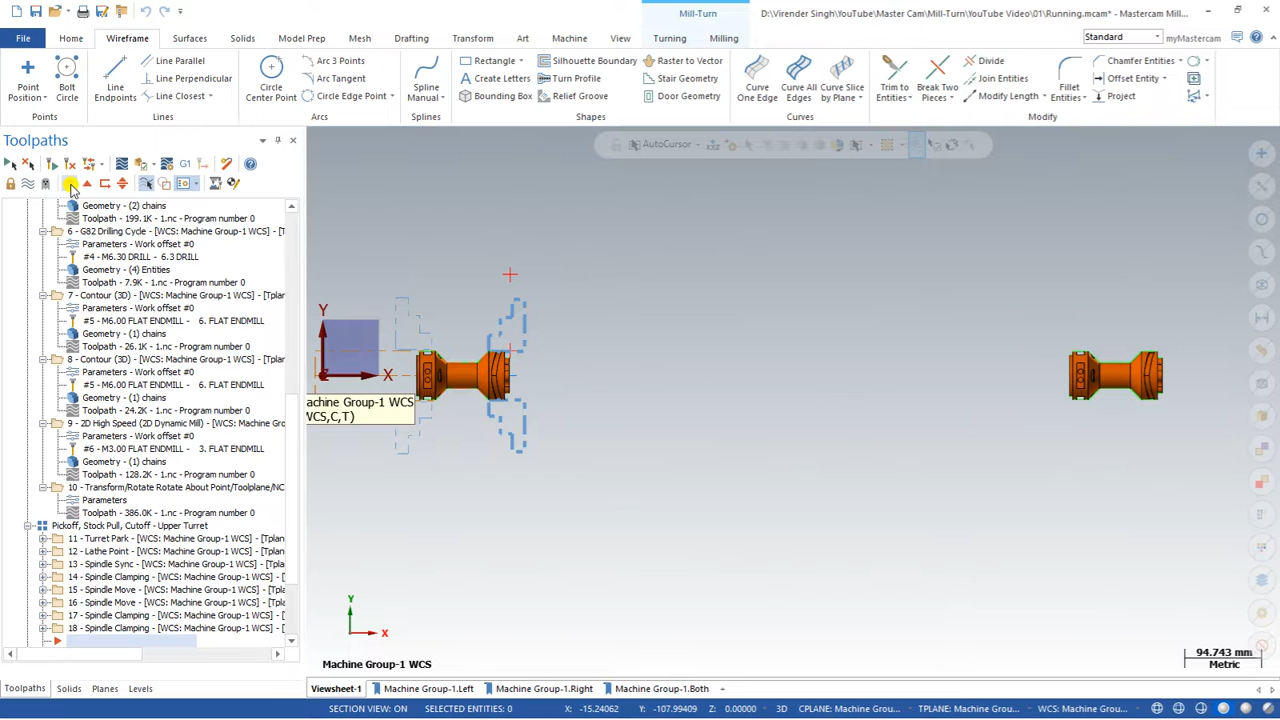 Mill-Turn
D:\Virender Singh\YouTube\Master Cam\Mill-Turn\YouTube Video\01\Running.mcam* - Mastercam Mill...
File Home Wireframe Surfaces Solids Model Prep Mesh Drafting Transform Art Machine View Turning Milling Standard myMastercam
Point Position
Bolt Circle
Points
Line Endpoints
Line Parallel
Line Perpendicular
Line Closest
Lines
Circle Center Point
Arc 3 Points
Arc Tangent
Circle Edge Point
Arcs
Spline Manual
Splines
Rectangle
Create Letters
Bounding Box
Silhouette Boundary
Turn Profile
Relief Groove
Raster to Vector
Stair Geometry
Door Geometry
Shapes
Curve One Edge
Curve All Edges
Curve Slice by Plane
Curves
Trim to Entities
Break Two Pieces
Divide
Join Entities
Modify Length
Fillet Entities
Chamfer Entities
Offset Entity
Project
Modify
Toolpaths
AutoCursor
G1
Geometry - (2) chains
Toolpath - 199.1K - 1.nc - Program number 0
6 - G82 Drilling Cycle - [WCS: Machine Group-1 WCS] - [T
Parameters - Work offset #0
#4 - M6.30 DRILL - 6.3 DRILL
Geometry - (4) Entities
Toolpath - 7.9K - 1.nc - Program number 0
7 - Contour (3D) - [WCS: Machine Group-1 WCS] - [Tplan
Parameters - Work offset #0
#5 - M6.00 FLAT ENDMILL - 6. FLAT ENDMILL
Geometry - (1) chains
Toolpath - 26.1K - 1.nc - Program number 0
8 - Contour (3D) - [WCS: Machine Group-1 WCS] - [Tplan
Parameters - Work offset #0
#5 - M6.00 FLAT ENDMILL - 6. FLAT ENDMILL
Geometry - (1) chains
Toolpath - 24.2K - 1.nc - Program number 0
9 - 2D High Speed (2D Dynamic Mill) - [WCS: Machine Gro
Parameters - Work offset #0
#6 - M3.00 FLAT ENDMILL - 3. FLAT ENDMILL
Geometry - (1) chains
Toolpath - 128.2K - 1.nc - Program number 0
10 - Transform/Rotate Rotate About Point/Toolplane/NC
Parameters
Toolpath - 386.0K - 1.nc - Program number 0
Pickoff, Stock Pull, Cutoff - Upper Turret
11 - Turret Park - [WCS: Machine Group-1 WCS] - [Tplan
12 - Lathe Point - [WCS: Machine Group-1 WCS] - [Tplan
13 - Spindle Sync - [WCS: Machine Group-1 WCS] - [Tpla
14 - Spindle Clamping - [WCS: Machine Group-1 WCS] - [
15 - Spindle Move - [WCS: Machine Group-1 WCS] - [Tpl
16 - Spindle Move - [WCS: Machine Group-1 WCS] - [Tpl
17 - Spindle Clamping - [WCS: Machine Group-1 WCS] - [
18 - Spindle Clamping - [WCS: Machine Group-1 WCS] - [
Y
X
achine Group-1 WCS
WCS,C,T)
Y
X
Machine Group-1 WCS
94.743 mm
Metric
Toolpaths Solids Planes Levels
Viewsheet-1 Machine Group-1.Left Machine Group-1.Right Machine Group-1.Both +
SECTION VIEW: ON SELECTED ENTITIES: 0 X: -15.24062 Y: -107.99409 Z: 0.00000 3D CPLANE: Machine Grou... TPLANE: Machine Grou... WCS: Machine Grou...